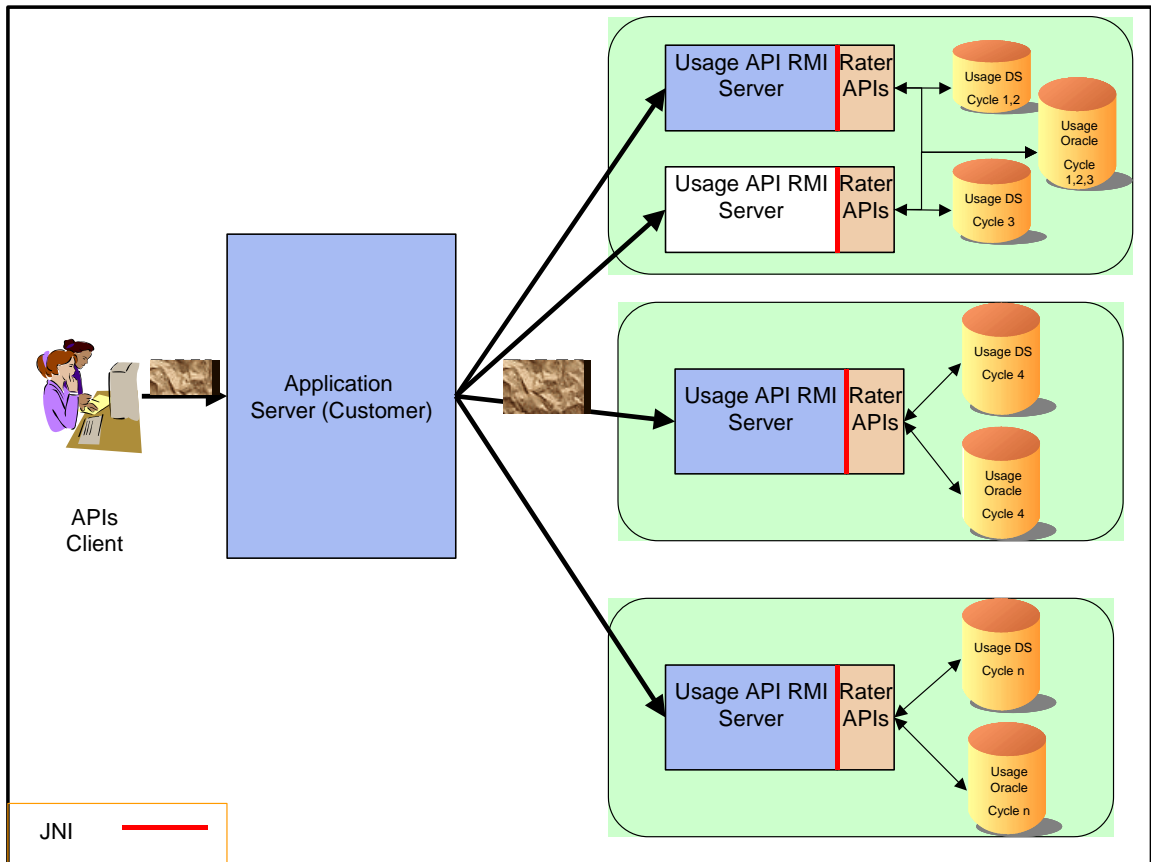 Usage API RMI
Server
Rater
APIs
Usage DS
Cycle 1,2
Usage
Oracle
Cycle
1,2,3
Usage API RMI
Server
Rater
APIs
Usage DS
Cycle 3
APIs
Client
Application
Server (Customer)
Usage API RMI
Server
Rater
APIs
Usage DS
Cycle 4
Usage
Oracle
Cycle 4
Usage API RMI
Server
Rater
APIs
Usage DS
Cycle n
Usage
Oracle
Cycle n
JNI